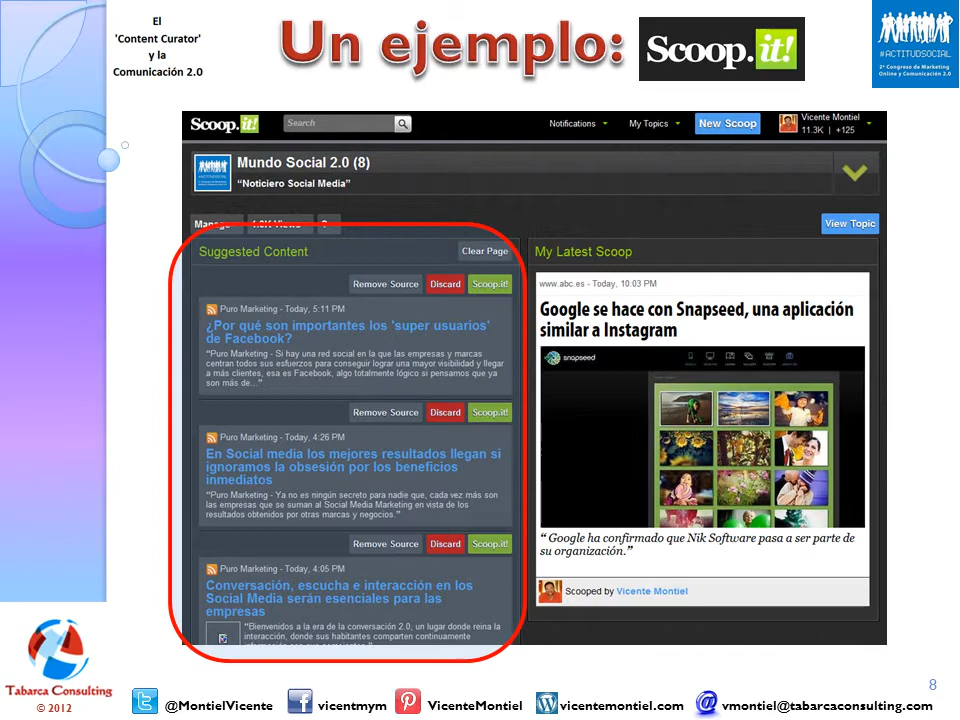 El
'Content Curator'
y la
Comunicación 2.0
Un ejemplo:
Scoop.it!
#ACTITUDSOCIAL
2º Congreso de Marketing
Online y Comunicación 2.0
Scoop.it!
Search
Notifications
My Topics
New Scoop
Vicente Montiel
11.3K | +125
Mundo Social 2.0 (8)
"Noticiero Social Media"
Manage
View Topic
Suggested Content
Clear Page
Remove Source Discard Scoop.it!
Puro Marketing - Today, 5:11 PM
¿Por qué son importantes los 'super usuarios'
de Facebook?
"Puro Marketing - Si hay una red social en la que las empresas y marcas
centran todos sus esfuerzos para conseguir lograr una mayor visibilidad y llegar
a más clientes, esa es Facebook, algo totalmente lógico si pensamos que ya
son más de..."
Remove Source Discard Scoop.it!
Puro Marketing - Today, 4:26 PM
En Social media los mejores resultados llegan si
ignoramos la obsesión por los beneficios
inmediatos
"Puro Marketing - Ya no es ningún secreto para nadie que, cada vez más son
las empresas que se suman al Social Media Marketing en vista de los
resultados obtenidos por otras marcas y negocios."
Remove Source Discard Scoop.it!
Puro Marketing - Today, 4:05 PM
Conversación, escucha e interacción en los
Social Media serán esenciales para las
empresas
"Bienvenidos a la era de la conversación 2.0, un lugar donde reina la
interacción, donde sus habitantes comparten continuamente
My Latest Scoop
www.abc.es - Today, 10:03 PM
Google se hace con Snapseed, una aplicación
similar a Instagram
snapseed
"Google ha confirmado que Nik Software pasa a ser parte de
su organización."
Scooped by Vicente Montiel
8
Tabarca Consulting
© 2012
@MontielVicente
vicentmym
VicenteMontiel
vicentemontiel.com
vmontiel@tabarcaconsulting.com